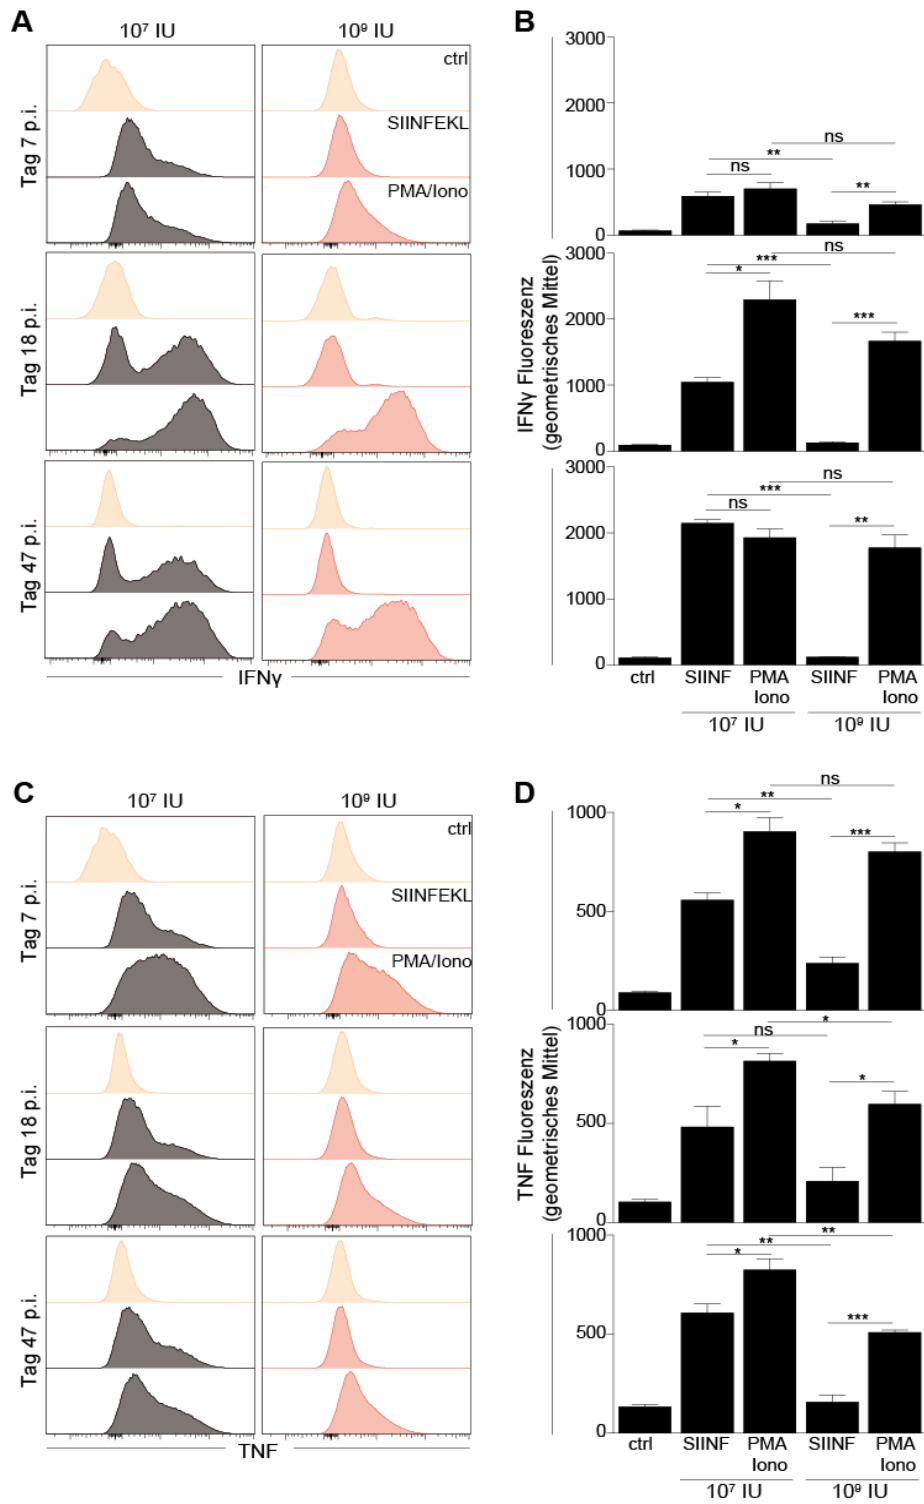 A
10⁷ IU
10⁹ IU
Tag 7 p.i.
ctrl
SIINFEKL
PMA/Iono
Tag 18 p.i.
Tag 47 p.i.
IFNγ
B
IFNγ Fluoreszenz
(geometrisches Mittel)
3000
2000
1000
0
ns
**
ns
**
3000
2000
1000
0
ns
***
*
***
3000
2000
1000
0
ns
***
ns
**
ctrl
SIINF
PMA
Iono
SIINF
PMA
Iono
10⁷ IU
10⁹ IU
C
10⁷ IU
10⁹ IU
Tag 7 p.i.
ctrl
SIINFEKL
PMA/Iono
Tag 18 p.i.
Tag 47 p.i.
TNF
D
TNF Fluoreszenz
(geometrisches Mittel)
1000
500
0
ns
**
*
***
1000
500
0
*
ns
*
*
1000
500
0
**
**
*
***
ctrl
SIINF
PMA
Iono
SIINF
PMA
Iono
10⁷ IU
10⁹ IU